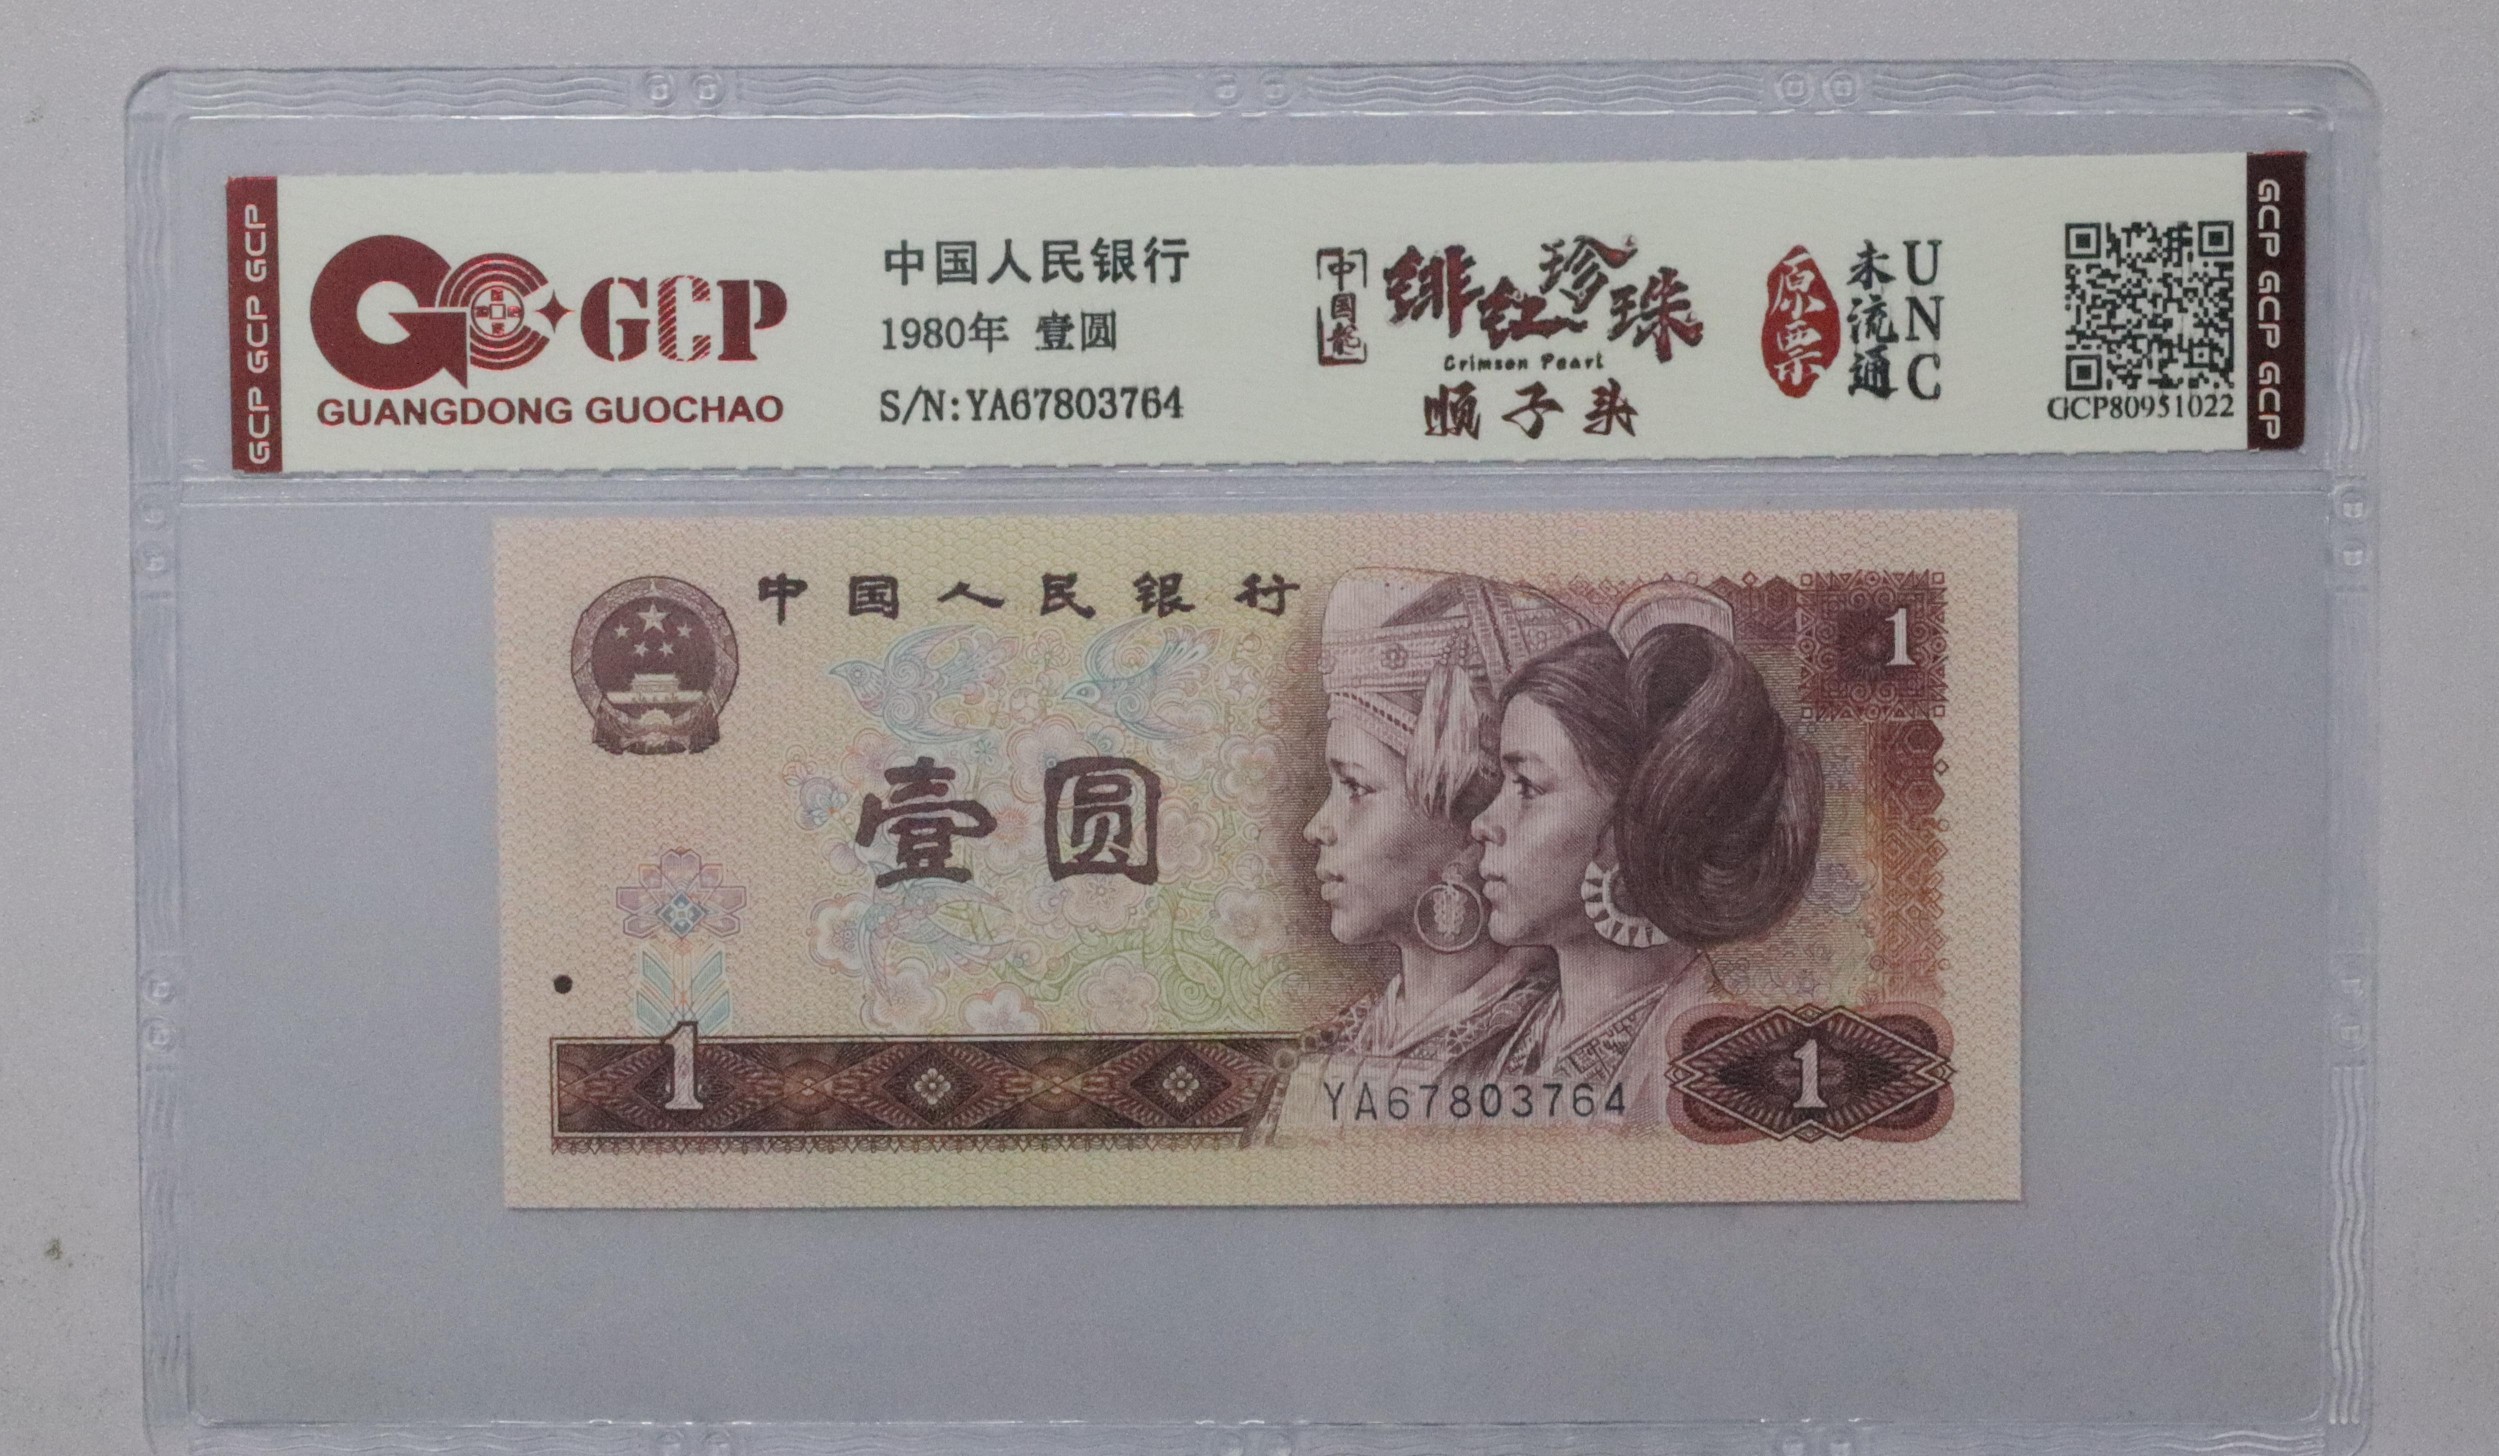 GCP GCP GCP
GCP
GUANGDONG GUOCHAO
中国人民银行
1980年 壹圆
S/N:YA67803764
中国龍
绯红珍珠
Crimson Pearl
顺子头
原票
未流通
UNC
GCP80951022
GCP GCP GCP
中国人民银行
1
壹圆
1
YA67803764
1